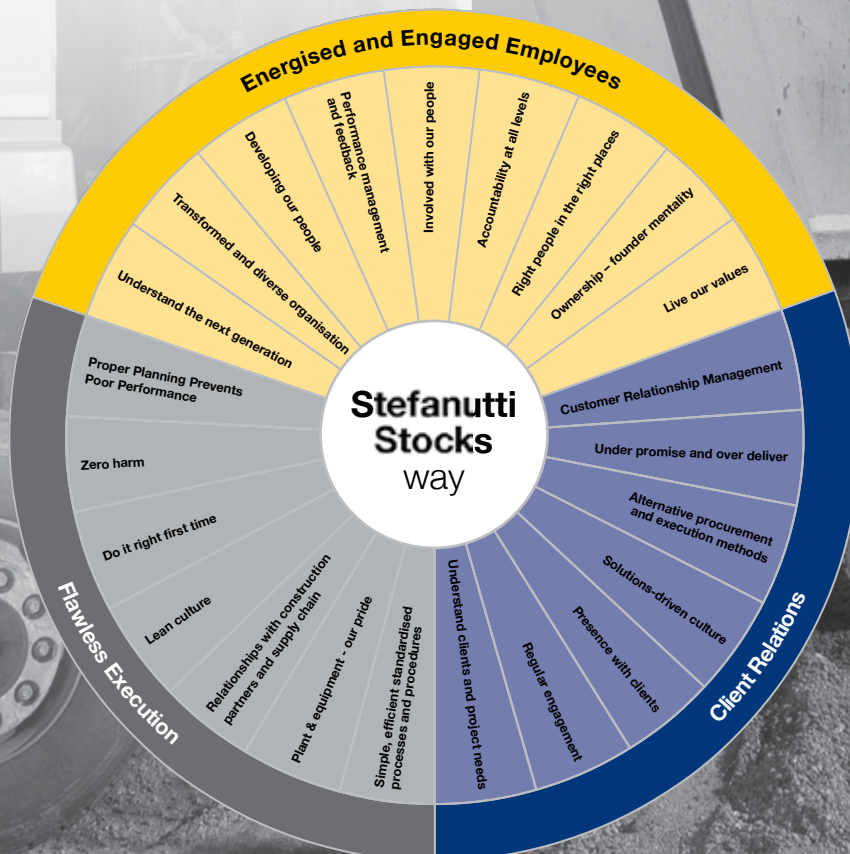 Energised and Engaged Employees
Understand the next generation
Transformed and diverse organisation
Developing our people
Performance management
and feedback
Involved with our people
Accountability at all levels
Right people in the right places
Ownership – founder mentality
Live our values
Stefanutti
Stocks
way
Client Relations
Customer Relationship Management
Under promise and over deliver
Alternative procurement
and execution methods
Solutions-driven culture
Presence with clients
Regular engagement
Understand clients and project needs
Flawless Execution
Simple, efficient standardised
processes and procedures
Plant & equipment - our pride
Relationships with construction
partners and supply chain
Lean culture
Do it right first time
Zero harm
Proper Planning Prevents
Poor Performance